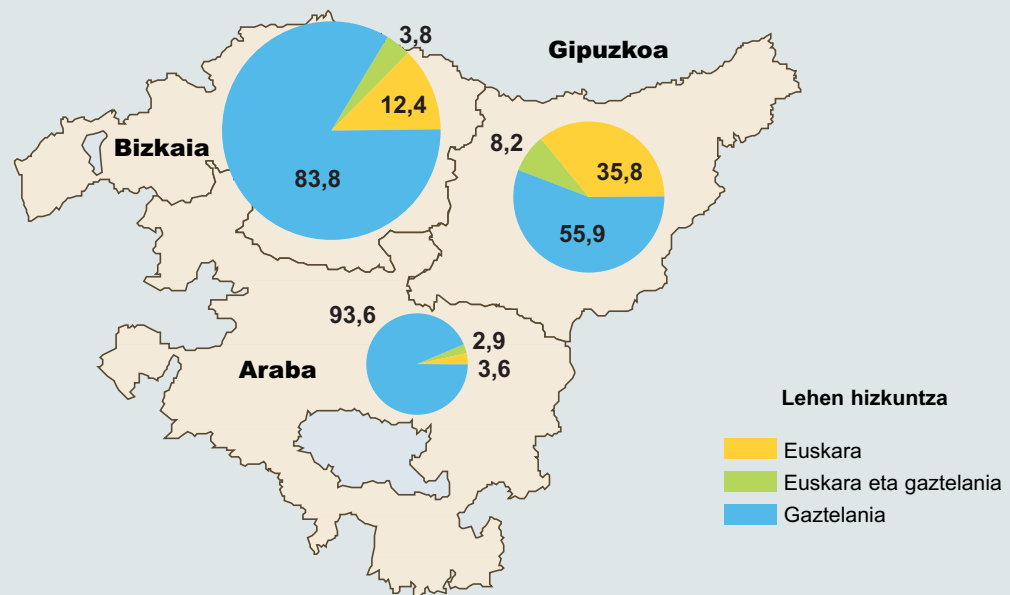 3,8
Gipuzkoa
12,4
Bizkaia
8,2
35,8
83,8
55,9
93,6
2,9
Araba
3,6
Lehen hizkuntza
Euskara
Euskara eta gaztelania
Gaztelania